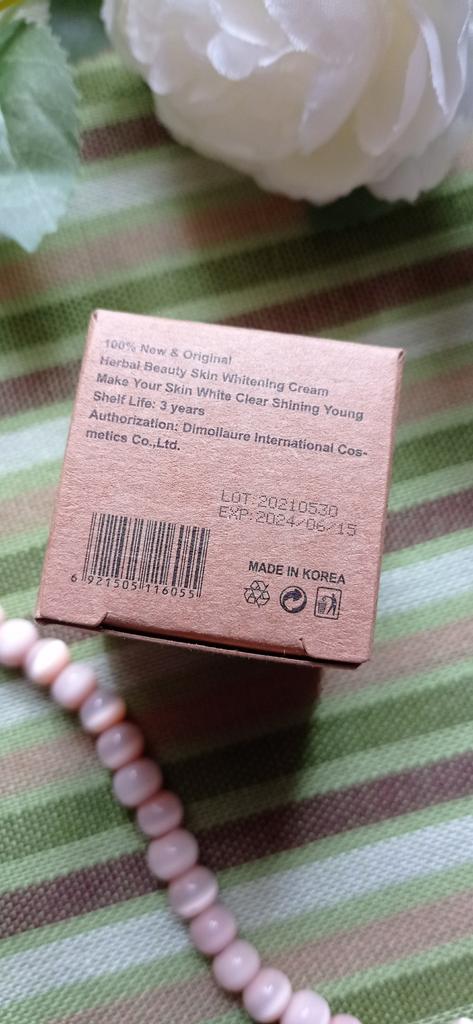 100% New & Original
Herbal Beauty Skin Whitening Cream
Make Your Skin White Clear Shining Young
Shelf Life: 3 years
Authorization: Dimollaure International Cos-
metics Co.,Ltd.
LOT:20210530
EXP:2024/06/15
6 921505 116055
MADE IN KOREA